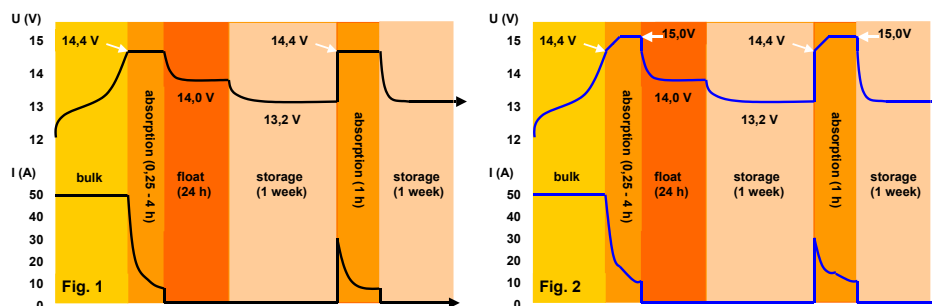 U (V)
15
14
13
12
I (A)
50
40
30
20
10
0
14,4 V
14,4 V
14,0 V
13,2 V
bulk
absorption (0,25 - 4 h)
float
(24 h)
storage
(1 week)
absorption (1 h)
storage
(1 week)
Fig. 1
U (V)
15
14
13
12
I (A)
50
40
30
20
10
0
14,4 V
15,0V
14,4 V
15,0V
14,0 V
13,2 V
bulk
absorption (0,25 - 4 h)
float
(24 h)
storage
(1 week)
absorption (1 h)
storage
(1 week)
Fig. 2